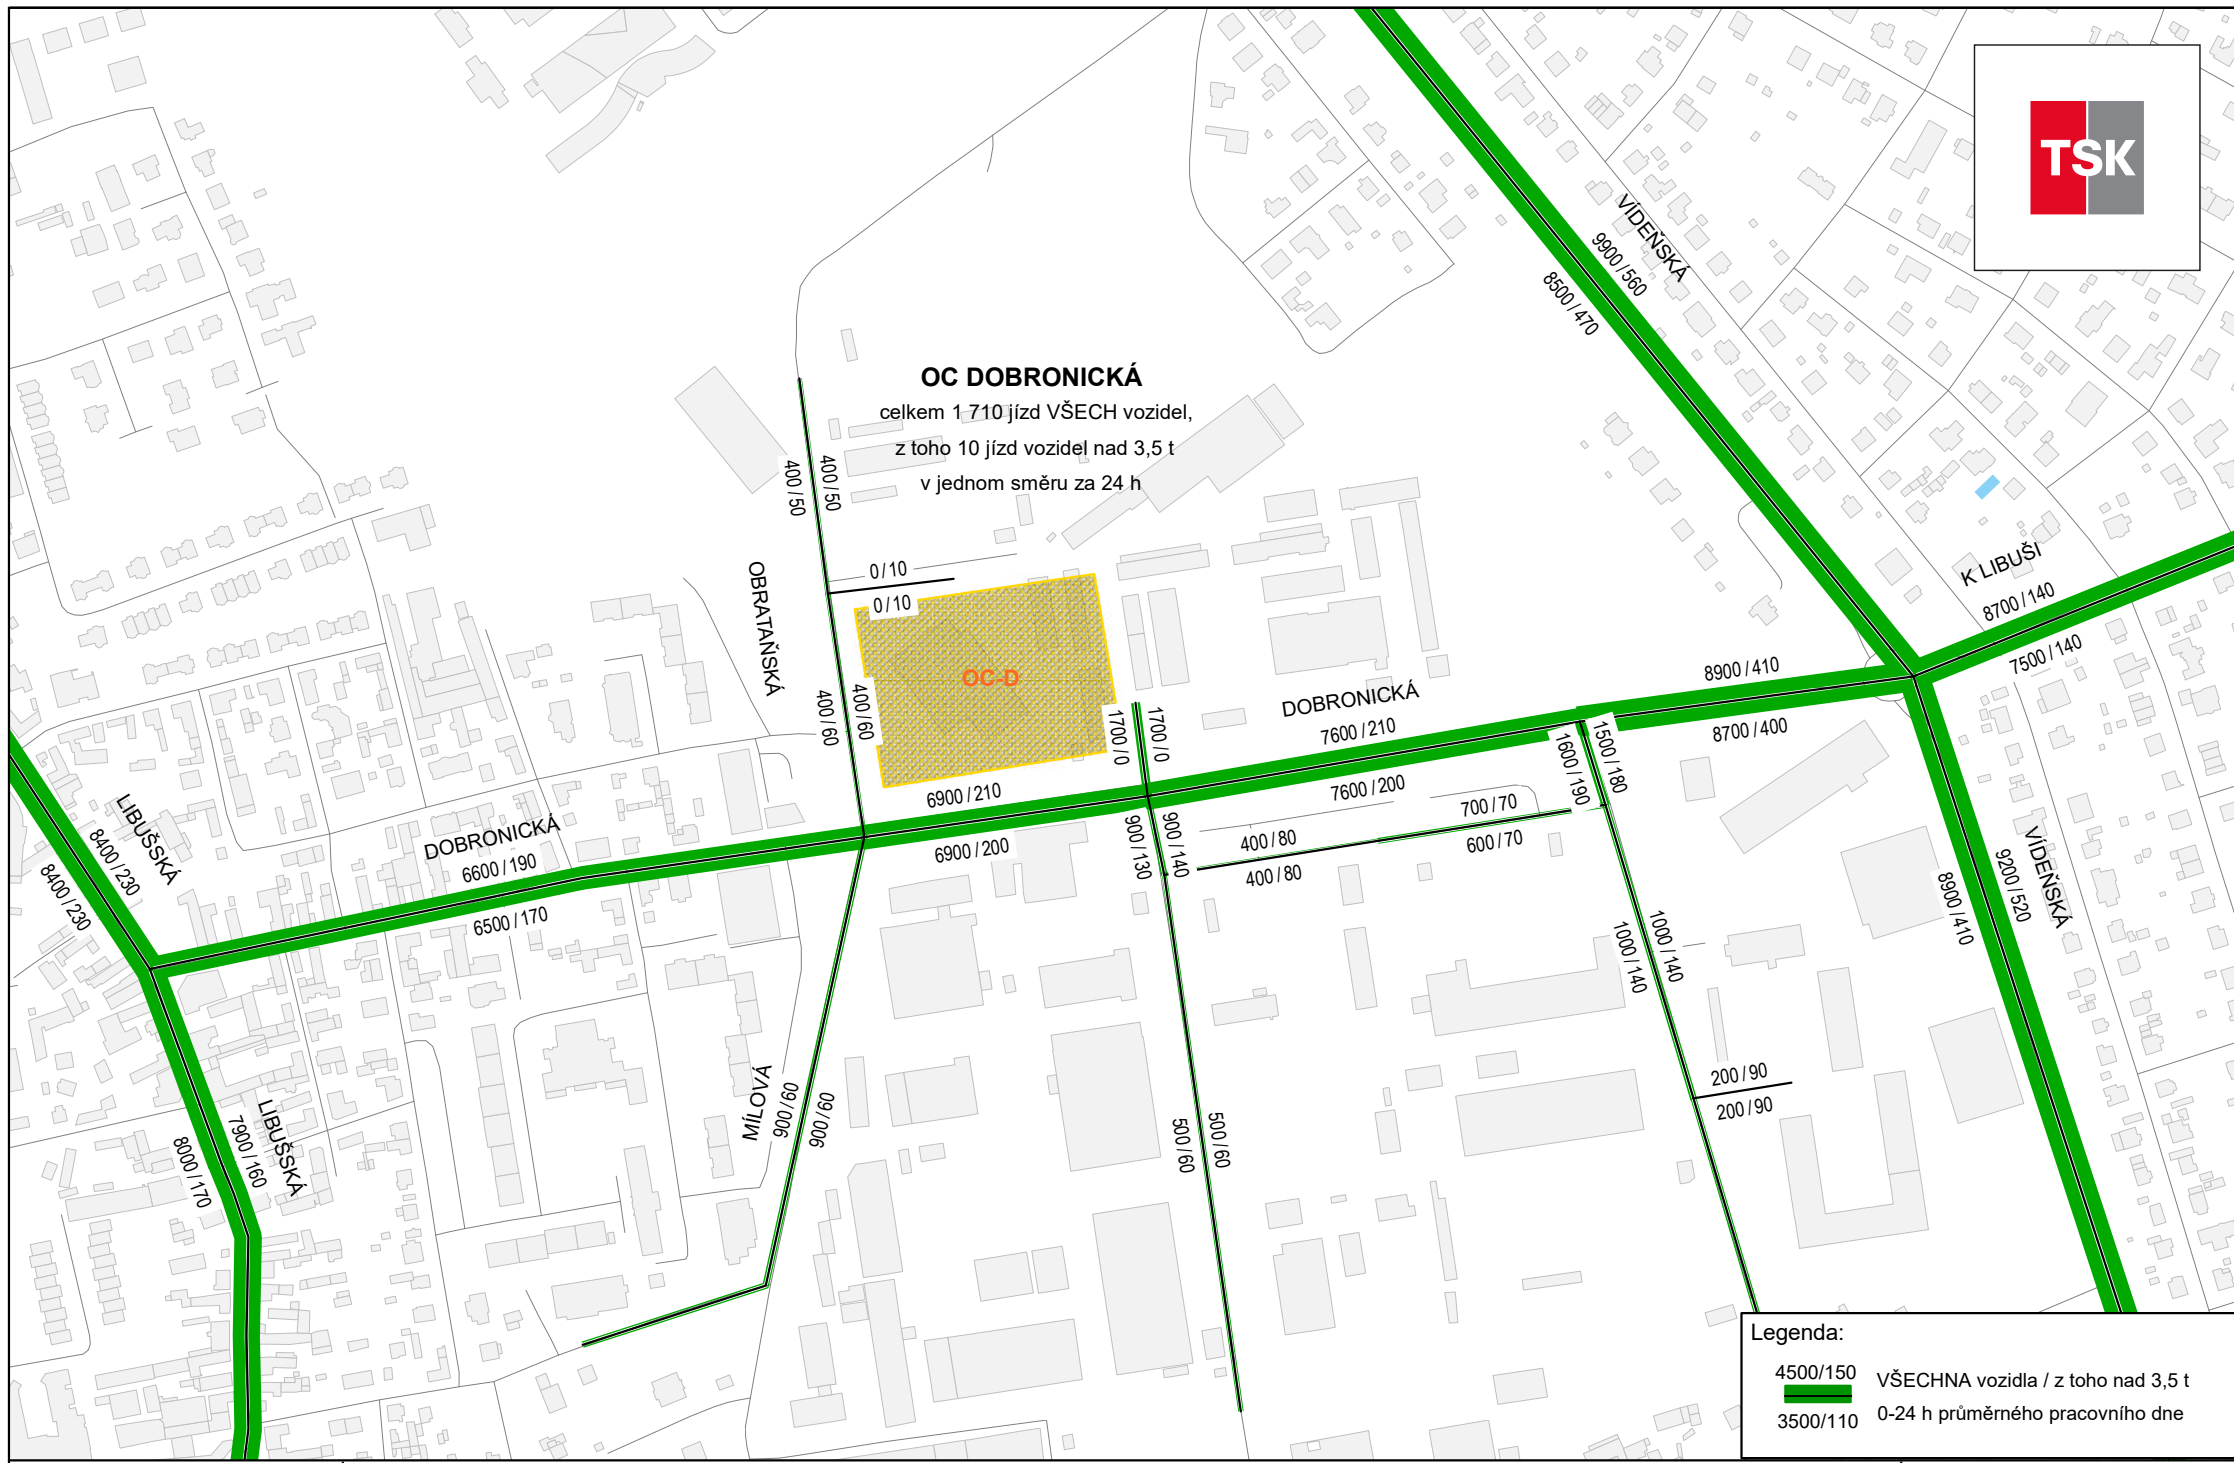 TSK
VÍDEŇSKÁ
9900/560
8500/470
OC DOBRONICKÁ
celkem 1 710 jízd VŠECH vozidel,
z toho 10 jízd vozidel nad 3,5 t
v jednom směru za 24 h
400/50
400/50
0/10
0/10
OBRATAŇSKÁ
400/60
400/60
OC-D
K LIBUŠI
8700/140
7500/140
8900/410
8700/400
DOBRONICKÁ
7600/210
7600/200
1700/0
1700/0
1500/180
1600/190
6900/210
6900/200
900/130
900/140
700/70
600/70
400/80
400/80
LIBUŠSKÁ
8400/230
8400/230
DOBRONICKÁ
6600/190
6500/170
VÍDEŇSKÁ
9200/520
8900/410
1000/140
1000/140
200/90
200/90
MÍLOVÁ
900/60
900/60
500/60
500/60
LIBUŠSKÁ
7900/160
8000/170
Legenda:
4500/150
3500/110
VŠECHNA vozidla / z toho nad 3,5 t
0-24 h průměrného pracovního dne